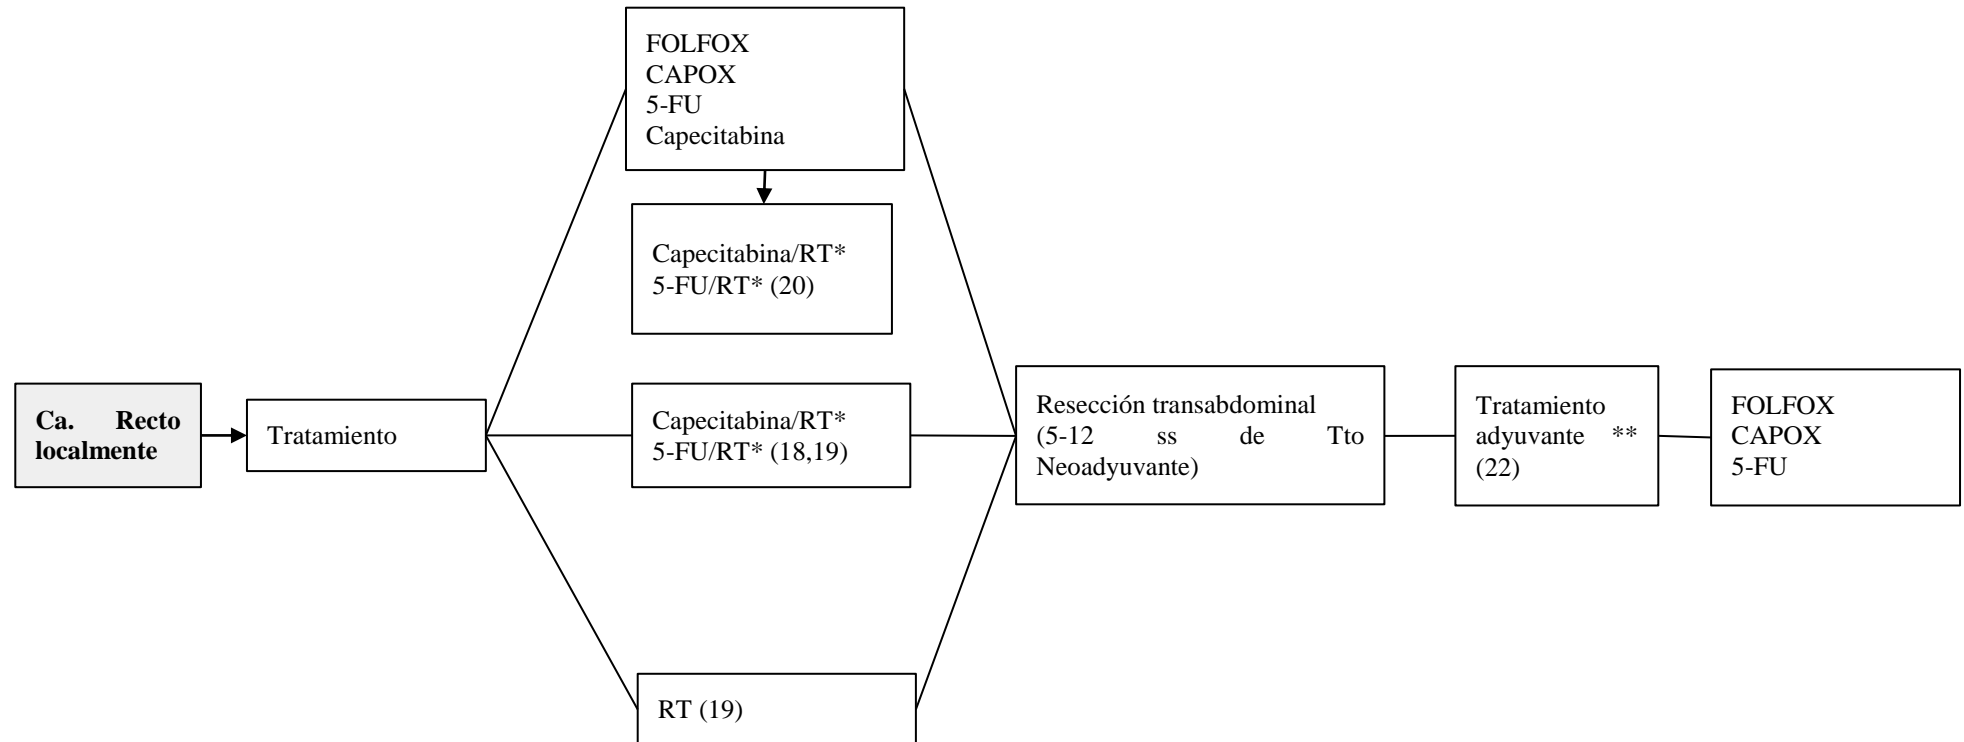 FOLFOX
CAPOX
5-FU
Capecitabina
Capecitabina/RT*
5-FU/RT* (20)
Ca. Recto
localmente
Tratamiento
Capecitabina/RT*
5-FU/RT* (18,19)
Resección transabdominal
(5-12 ss de Tto
Neoadyuvante)
Tratamiento
adyuvante **
(22)
FOLFOX
CAPOX
5-FU
RT (19)